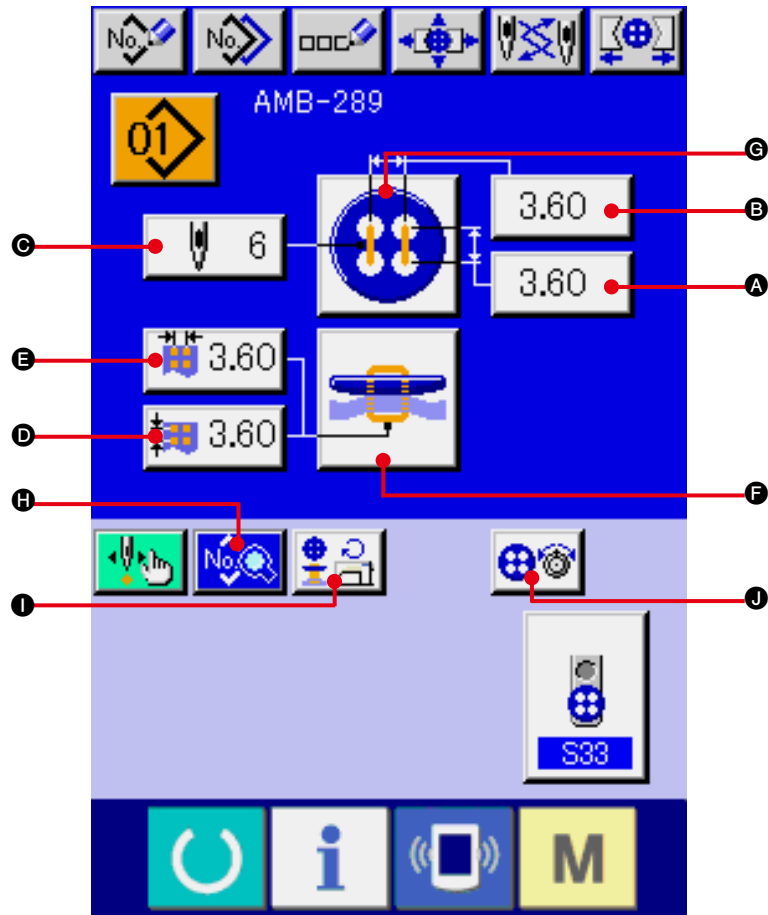 No. No.
AMB-289
01
G
3.60 B
C 6
3.60 A
E 3.60
D 3.60
F
H
No.
I J
S33
i M